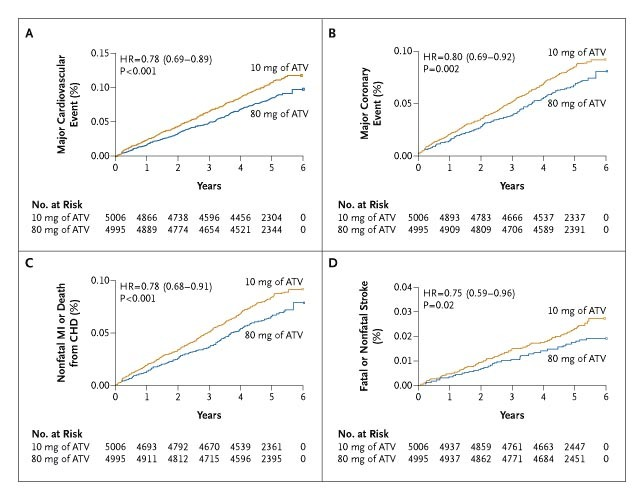 A
Major Cardiovascular
Event (%)
HR=0.78 (0.69–0.89)
P<0.001
10 mg of ATV
80 mg of ATV
0.15
0.10
0.05
0.00
0 1 2 3 4 5 6
Years
No. at Risk
10 mg of ATV 5006 4866 4738 4596 4456 2304 0
80 mg of ATV 4995 4889 4774 4654 4521 2344 0
B
Major Coronary
Event (%)
HR=0.80 (0.69–0.92)
P=0.002
10 mg of ATV
80 mg of ATV
0.10
0.05
0.00
0 1 2 3 4 5 6
Years
No. at Risk
10 mg of ATV 5006 4893 4783 4666 4537 2337 0
80 mg of ATV 4995 4909 4809 4706 4589 2391 0
C
Nonfatal MI or Death
from CHD (%)
HR=0.78 (0.68–0.91)
P<0.001
10 mg of ATV
80 mg of ATV
0.10
0.05
0.00
0 1 2 3 4 5 6
Years
No. at Risk
10 mg of ATV 5006 4693 4792 4670 4539 2361 0
80 mg of ATV 4995 4911 4812 4715 4596 2395 0
D
Fatal or Nonfatal Stroke
(%)
HR=0.75 (0.59–0.96)
P=0.02
10 mg of ATV
80 mg of ATV
0.04
0.03
0.02
0.01
0.00
0 1 2 3 4 5 6
Years
No. at Risk
10 mg of ATV 5006 4937 4859 4761 4663 2447 0
80 mg of ATV 4995 4937 4862 4771 4684 2451 0